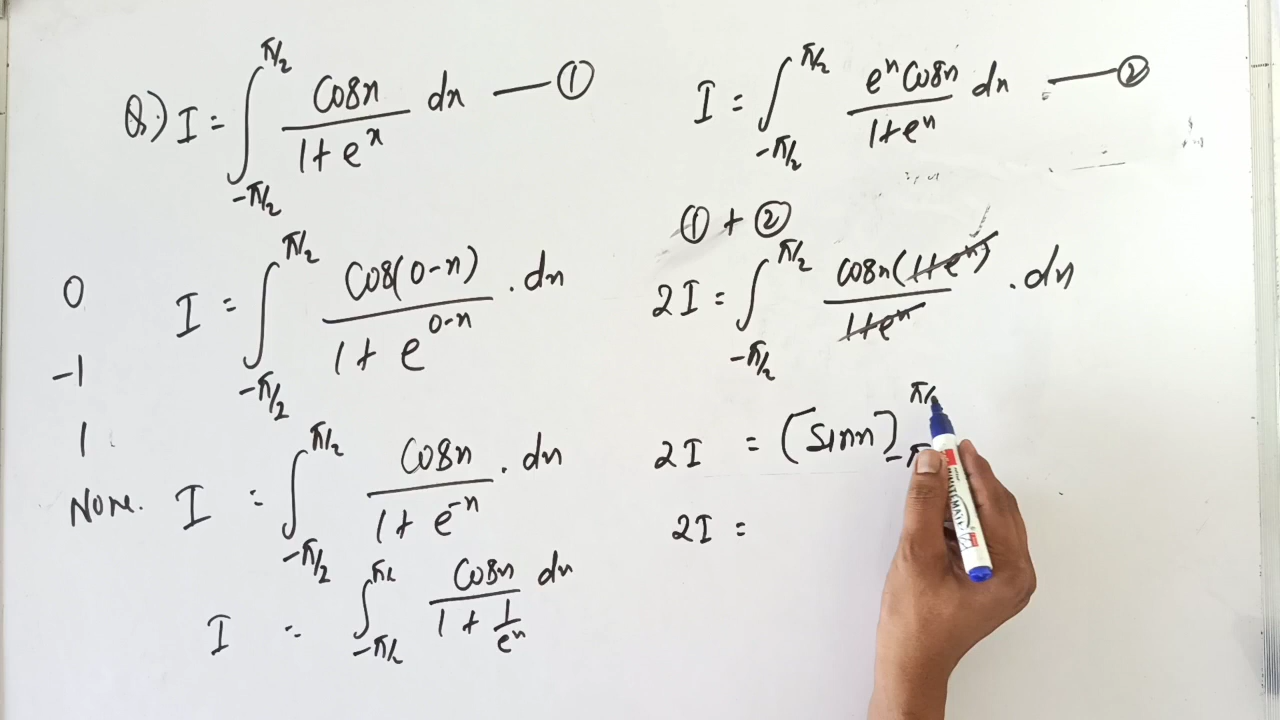 Q.) I = ∫_{-π/2}^{π/2} cosx / (1 + e^x) dx — ①
I = ∫_{-π/2}^{π/2} cos(0-x) / (1 + e^{0-x}) . dx
I = ∫_{-π/2}^{π/2} cosx / (1 + e^{-x}) . dx
I = ∫_{-π/2}^{π/2} cosx / (1 + 1/e^x) dx
0
-1
1
None.
I = ∫_{-π/2}^{π/2} e^x cosx / (1+e^x) dx — ②
① + ②
2I = ∫_{-π/2}^{π/2} cosx(1+e^x) / (1+e^x) . dx
2I = [sinx]_{-π}^{π/2}
2I =